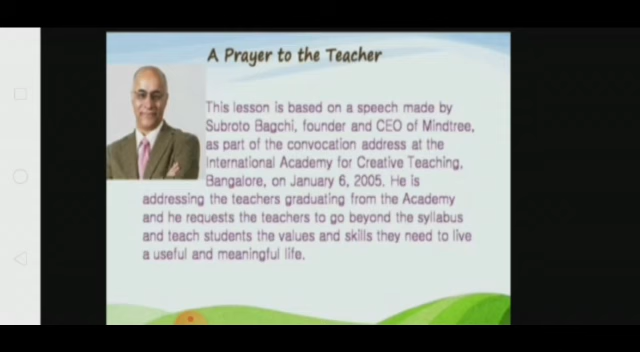 A Prayer to the Teacher
This lesson is based on a speech made by
Subroto Bagchi, founder and CEO of Mindtree,
as part of the convocation address at the
International Academy for Creative Teaching,
Bangalore, on January 6, 2005. He is
addressing the teachers graduating from the Academy
and he requests the teachers to go beyond the syllabus
and teach students the values and skills they need to live
a useful and meaningful life.